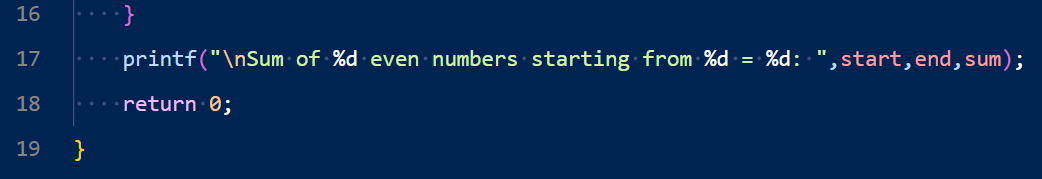 16     }
17     printf("\nSum of %d even numbers starting from %d = %d: ",start,end,sum);
18     return 0;
19 }